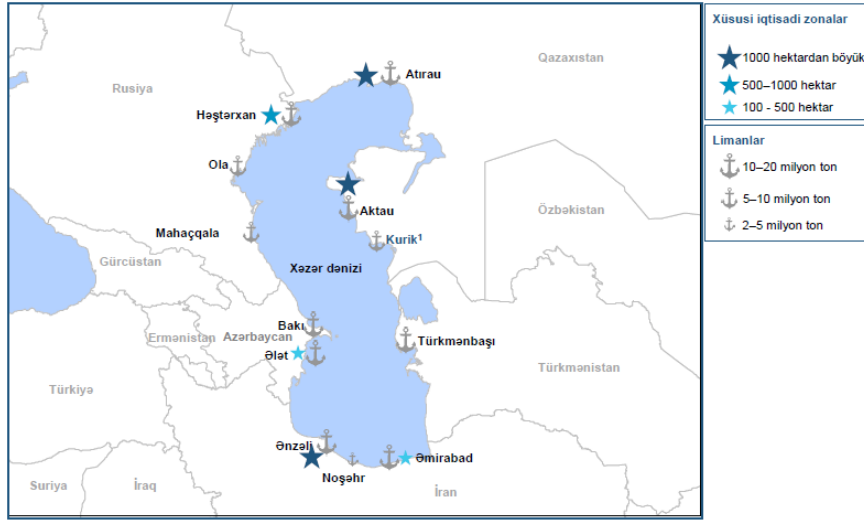 Xüsusi iqtisadi zonalar
1000 hektardan böyük
500–1000 hektar
100 - 500 hektar
Limanlar
10–20 milyon ton
5–10 milyon ton
2–5 milyon ton
Qazaxıstan
Rusiya
Atırau
Həştərxan
Ola
Aktau
Özbəkistan
Mahaçqala
Kurik¹
Gürcüstan
Xəzər dənizi
Bakı
Ermənistan
Azərbaycan
Türkmənbaşı
Ələt
Türkmənistan
Türkiyə
Ənzəli
Əmirabad
Noşəhr
Suriya
İraq
İran